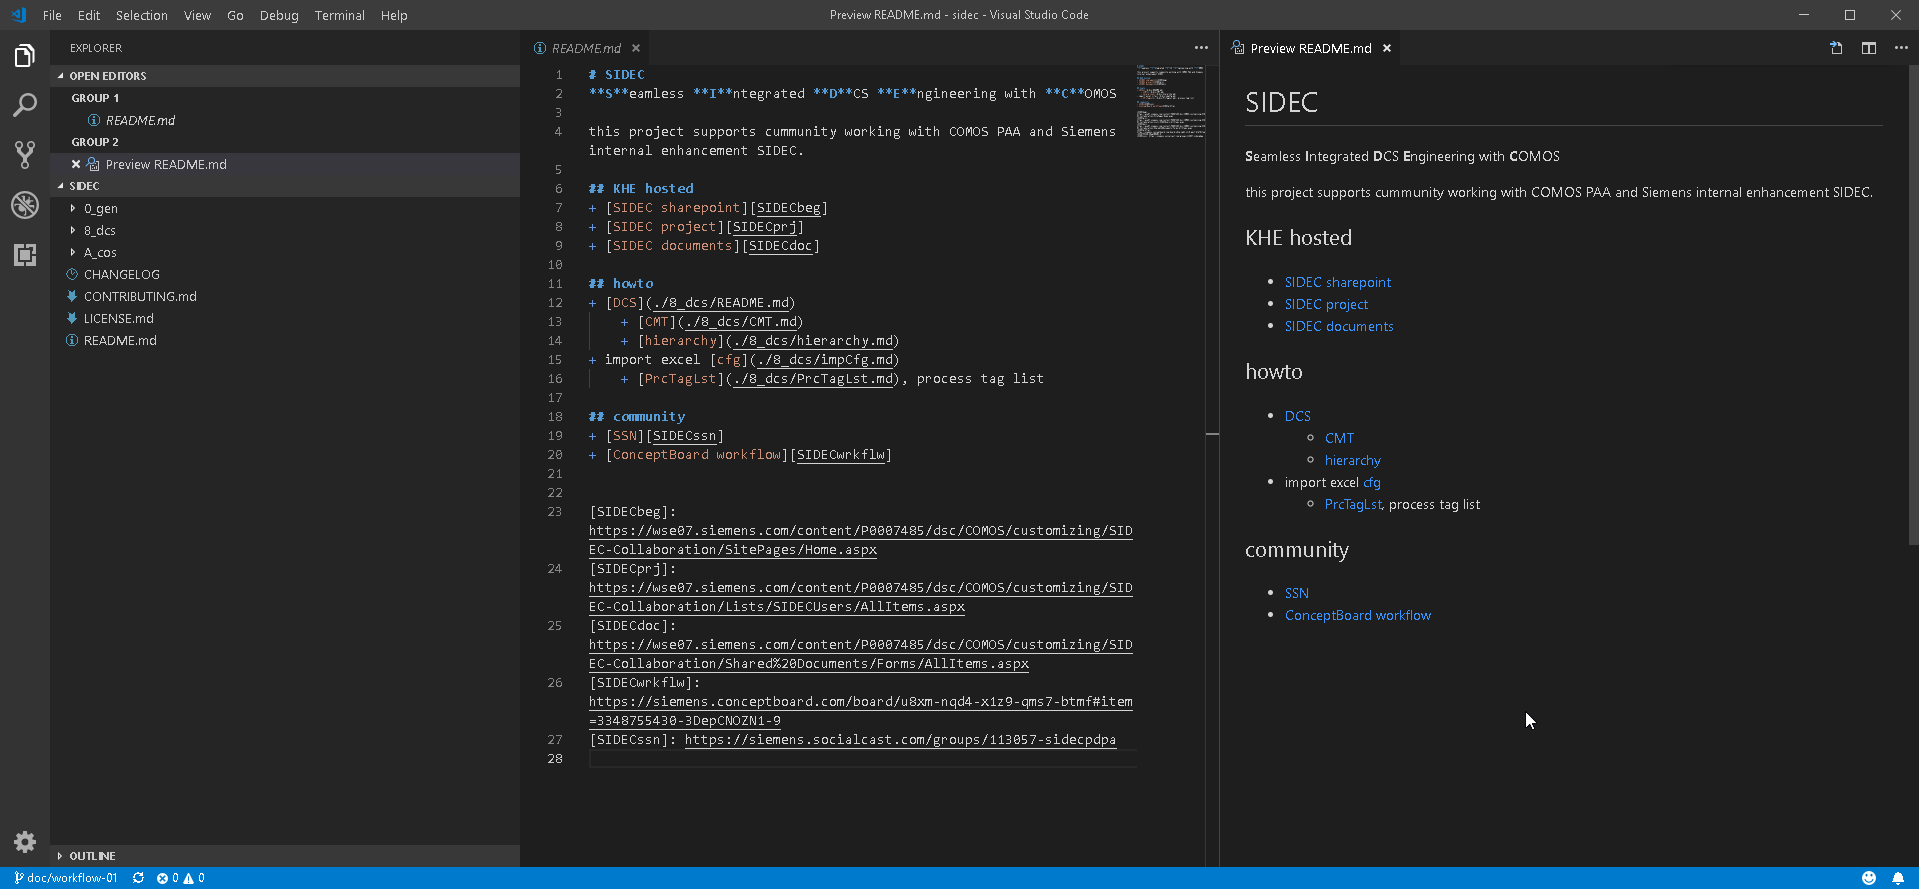 File Edit Selection View Go Debug Terminal Help
Preview README.md - sidec - Visual Studio Code
EXPLORER
OPEN EDITORS
GROUP 1
README.md
GROUP 2
Preview README.md
SIDEC
0_gen
8_dcs
A_cos
CHANGELOG
CONTRIBUTING.md
LICENSE.md
README.md
OUTLINE
README.md
1 # SIDEC
2 **S**eamless **I**ntegrated **D**CS **E**ngineering with **C**OMOS
3
4 this project supports cummunity working with COMOS PAA and Siemens
internal enhancement SIDEC.
5
6 ## KHE hosted
7 + [SIDEC sharepoint][SIDECbeg]
8 + [SIDEC project][SIDECprj]
9 + [SIDEC documents][SIDECdoc]
10
11 ## howto
12 + [DCS](./8_dcs/README.md)
13 + [CMT](./8_dcs/CMT.md)
14 + [hierarchy](./8_dcs/hierarchy.md)
15 + import excel [cfg](./8_dcs/impCfg.md)
16 + [PrcTagLst](./8_dcs/PrcTagLst.md), process tag list
17
18 ## community
19 + [SSN][SIDECssn]
20 + [ConceptBoard workflow][SIDECwrkflw]
21
22
23 [SIDECbeg]:
https://wse07.siemens.com/content/P0007485/dsc/COMOS/customizing/SID
EC-Collaboration/SitePages/Home.aspx
24 [SIDECprj]:
https://wse07.siemens.com/content/P0007485/dsc/COMOS/customizing/SID
EC-Collaboration/Lists/SIDECUsers/AllItems.aspx
25 [SIDECdoc]:
https://wse07.siemens.com/content/P0007485/dsc/COMOS/customizing/SID
EC-Collaboration/Shared%20Documents/Forms/AllItems.aspx
26 [SIDECwrkflw]:
https://siemens.conceptboard.com/board/u8xm-nqd4-x1z9-qms7-btmf#item
=3348755430-3DepCNOZN1-9
27 [SIDECssn]: https://siemens.socialcast.com/groups/113057-sidecpdpa
28
Preview README.md
SIDEC
Seamless Integrated DCS Engineering with COMOS
this project supports cummunity working with COMOS PAA and Siemens internal enhancement SIDEC.
KHE hosted
SIDEC sharepoint
SIDEC project
SIDEC documents
howto
DCS
CMT
hierarchy
import excel cfg
PrcTagLst, process tag list
community
SSN
ConceptBoard workflow
doc/workflow-01 0 0